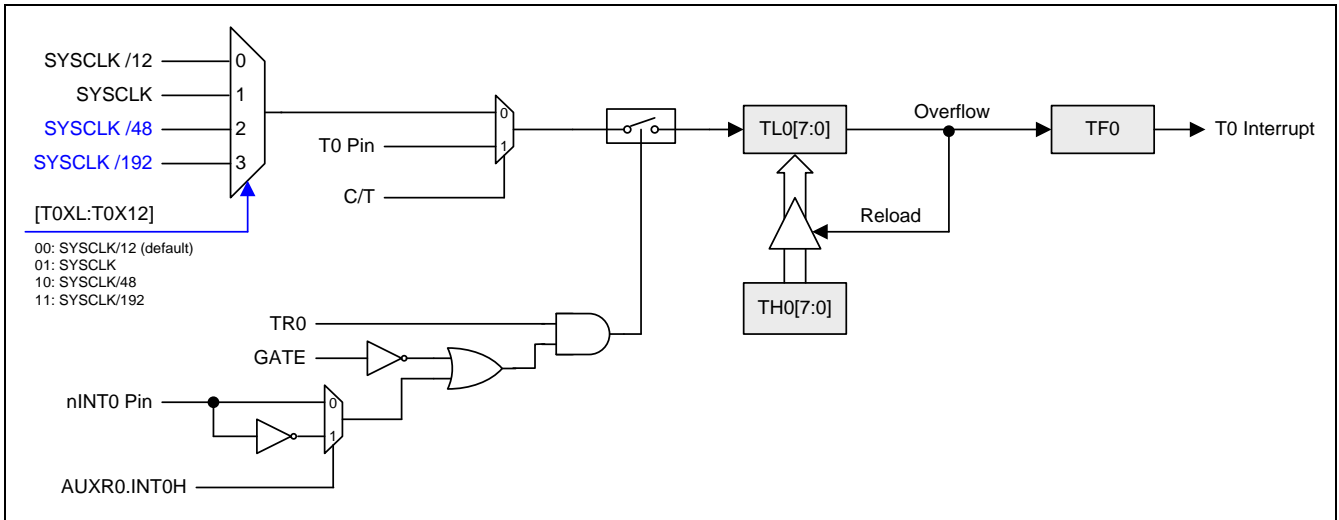 SYSCLK /12
0
SYSCLK
1
SYSCLK /48
2
SYSCLK /192
3
[T0XL:T0X12]
00: SYSCLK/12 (default)
01: SYSCLK
10: SYSCLK/48
11: SYSCLK/192
0
T0 Pin
1
C/T
TL0[7:0]
Overflow
TF0
T0 Interrupt
Reload
TH0[7:0]
TR0
GATE
nINT0 Pin
0
1
AUXR0.INT0H